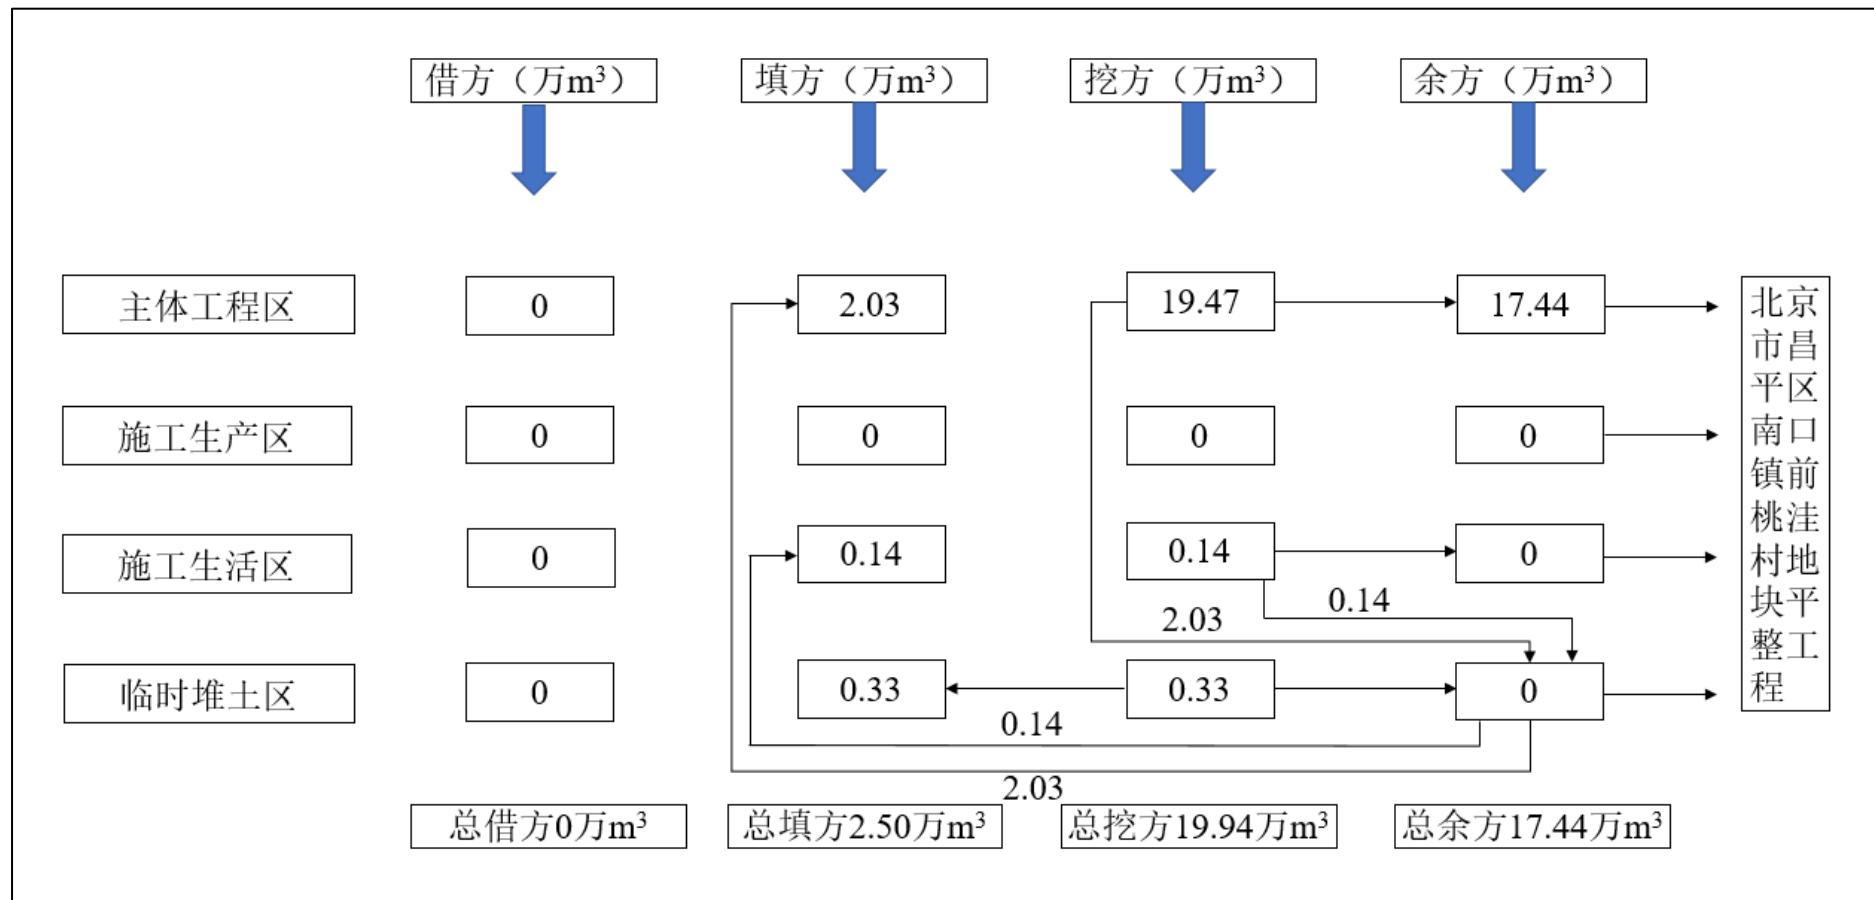 借方（万m³）
填方（万m³）
挖方（万m³）
余方（万m³）
主体工程区
0
2.03
19.47
17.44
施工生产区
0
0
0
0
施工生活区
0
0.14
0.14
0
0.14
2.03
临时堆土区
0
0.33
0.33
0
0.14
2.03
北京
市昌
平区
南口
镇前
桃洼
村地
块平
整工
程
总借方0万m³
总填方2.50万m³
总挖方19.94万m³
总余方17.44万m³